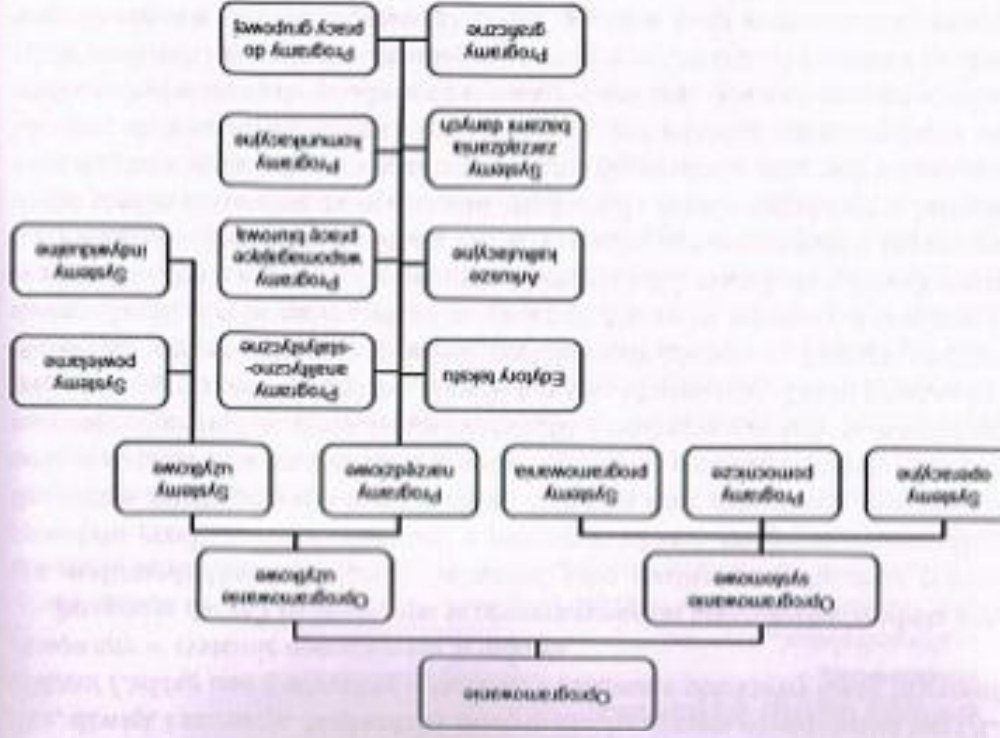 Oprogramowanie
Oprogramowanie
systemowe
Oprogramowanie
użytkowe
Systemy
operacyjne
Programy
pomocnicze
Systemy
programowania
Programy
narzędziowe
Systemy
użytkowe
Edytory tekstu
Programy
analityczno-
-statystyczne
Systemy
powielarne
Arkusze
kalkulacyjne
Programy
wspomagające
pracę biurową
Systemy
indywidualne
Systemy
zarządzania
bazami danych
Programy
komunikacyjne
Programy
graficzne
Programy do
pracy grupowej